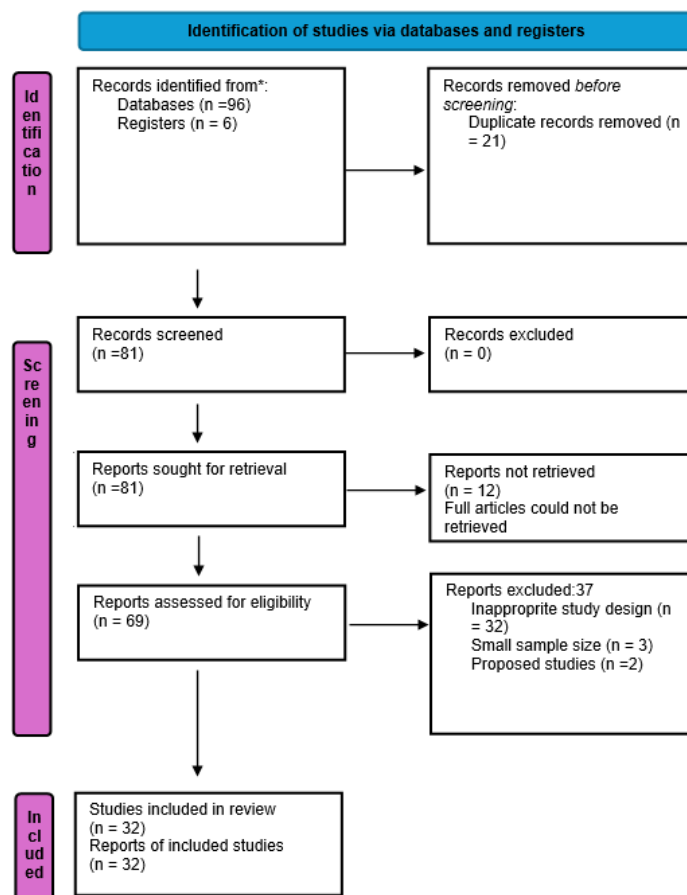 Identification of studies via databases and registers
Id
en
tifi
ca
tio
n
Records identified from*:
Databases (n =96)
Registers (n = 6)
Records removed before
screening:
Duplicate records removed (n
= 21)
Sc
re
en
in
g
Records screened
(n =81)
Records excluded
(n = 0)
Reports sought for retrieval
(n =81)
Reports not retrieved
(n = 12)
Full articles could not be
retrieved
Reports assessed for eligibility
(n = 69)
Reports excluded:37
Inapproprite study design (n
= 32)
Small sample size (n = 3)
Proposed studies (n =2)
In
cl
ud
ed
Studies included in review
(n = 32)
Reports of included studies
(n = 32)